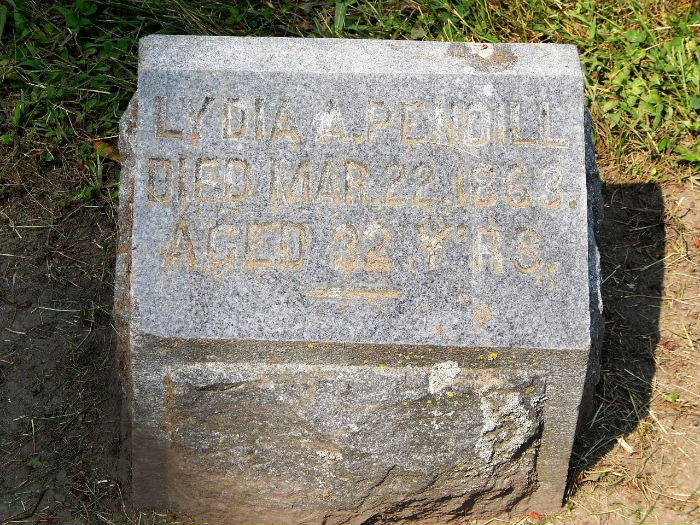 LYDIA A. PENDILL
DIED MAR. 22, 1863.
AGED 32 Y'RS.